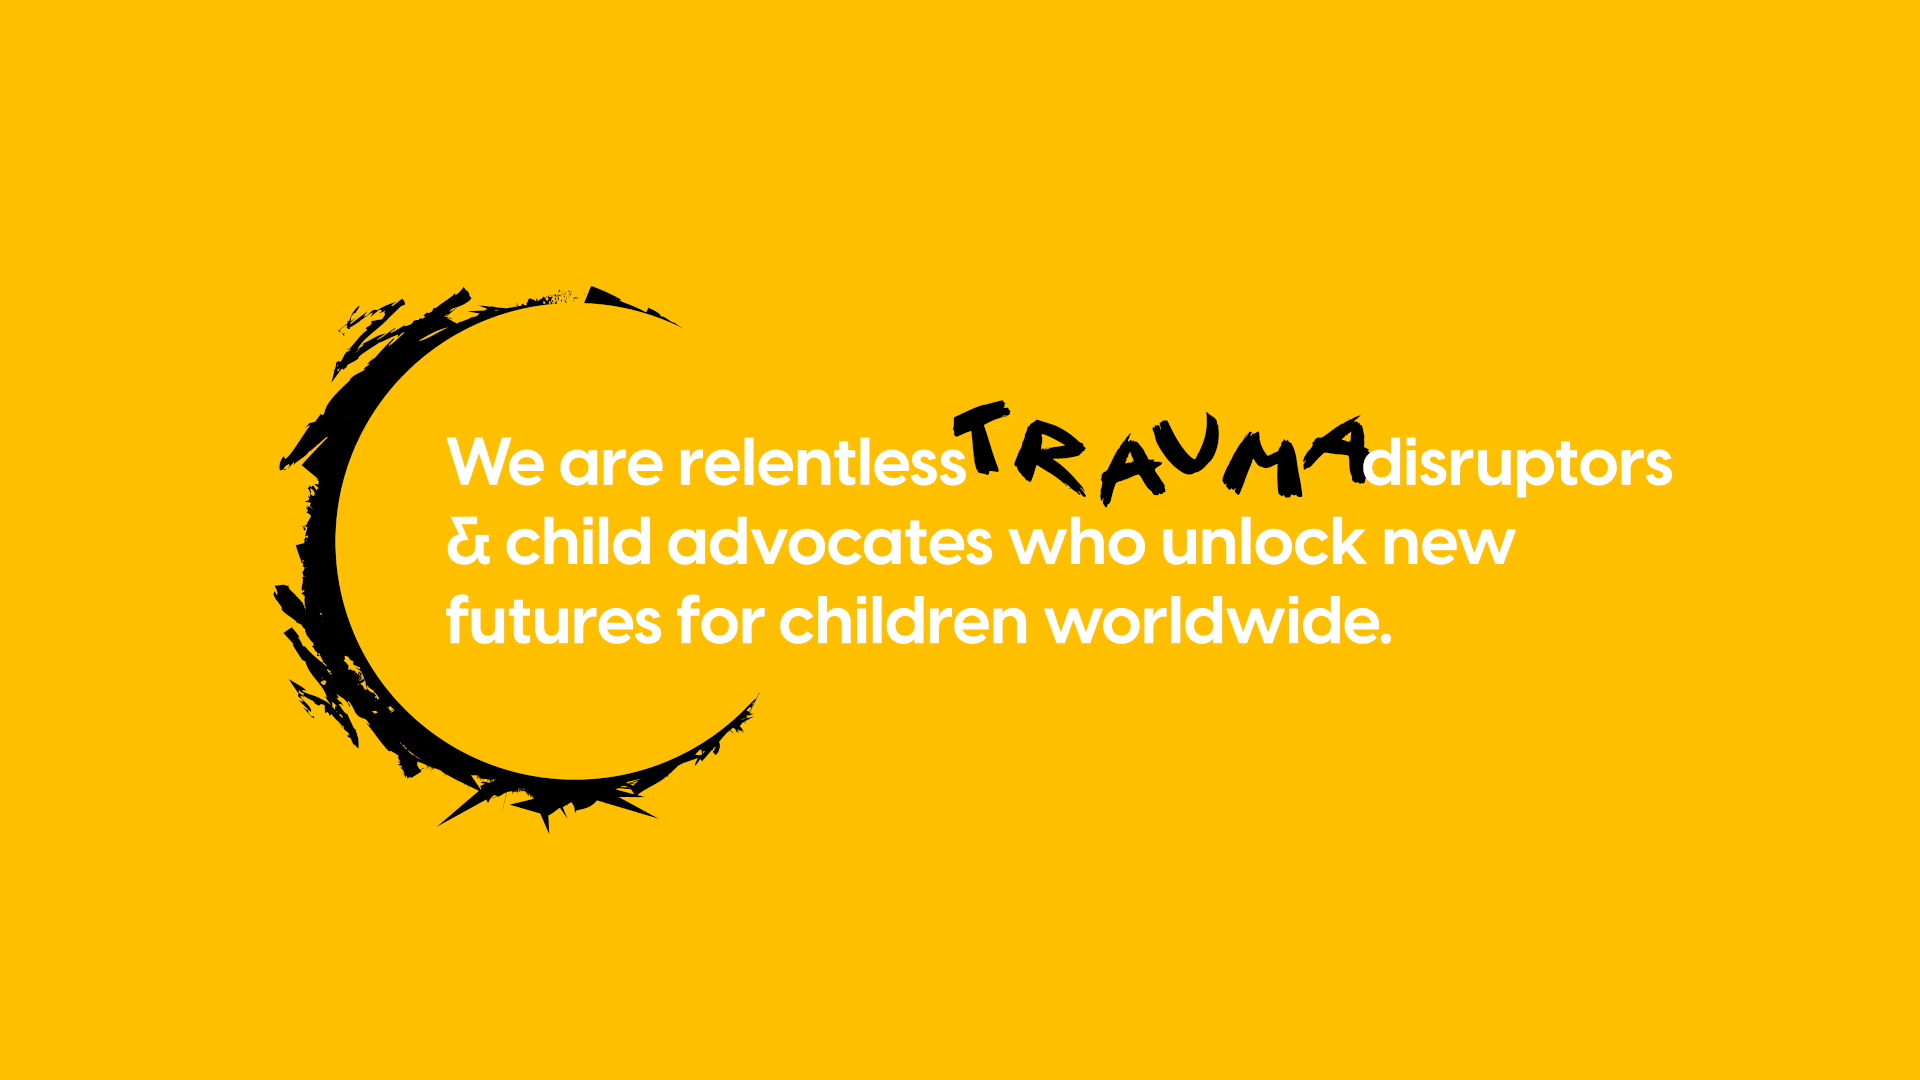 We are relentless TRAUMA disruptors
& child advocates who unlock new
futures for children worldwide.